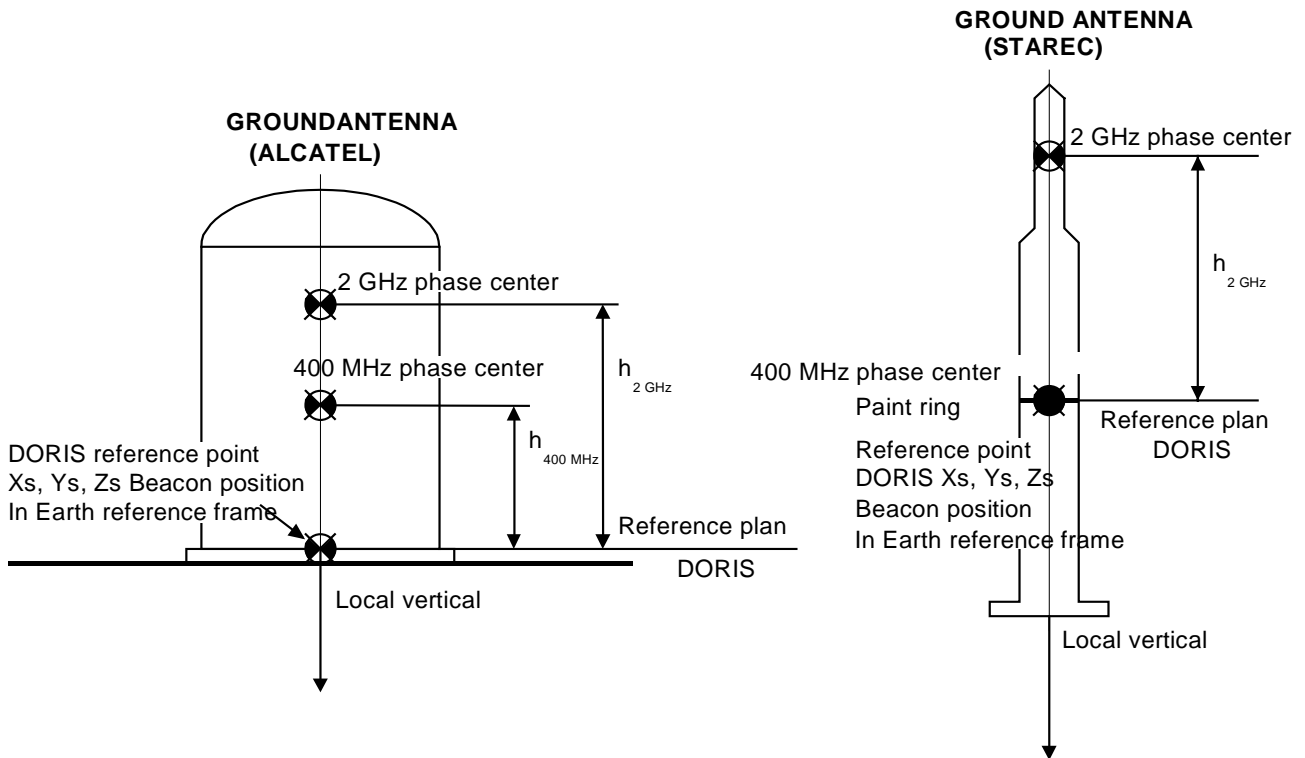 GROUNDANTENNA
(ALCATEL)
2 GHz phase center
400 MHz phase center
h 2 GHz
h 400 MHz
DORIS reference point
Xs, Ys, Zs Beacon position
In Earth reference frame
Reference plan
DORIS
Local vertical
GROUND ANTENNA
(STAREC)
2 GHz phase center
h 2 GHz
400 MHz phase center
Paint ring
Reference plan
DORIS
Reference point
DORIS Xs, Ys, Zs
Beacon position
In Earth reference frame
Local vertical